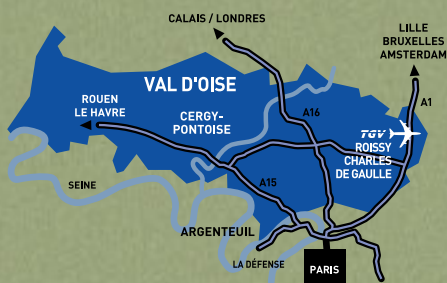 CALAIS / LONDRES
LILLE
BRUXELLES
AMSTERDAM
VAL D'OISE
ROUEN
LE HAVRE
CERGY-
PONTOISE
A16
A1
TGV
ROISSY
CHARLES
DE GAULLE
SEINE
A15
ARGENTEUIL
LA DÉFENSE
PARIS